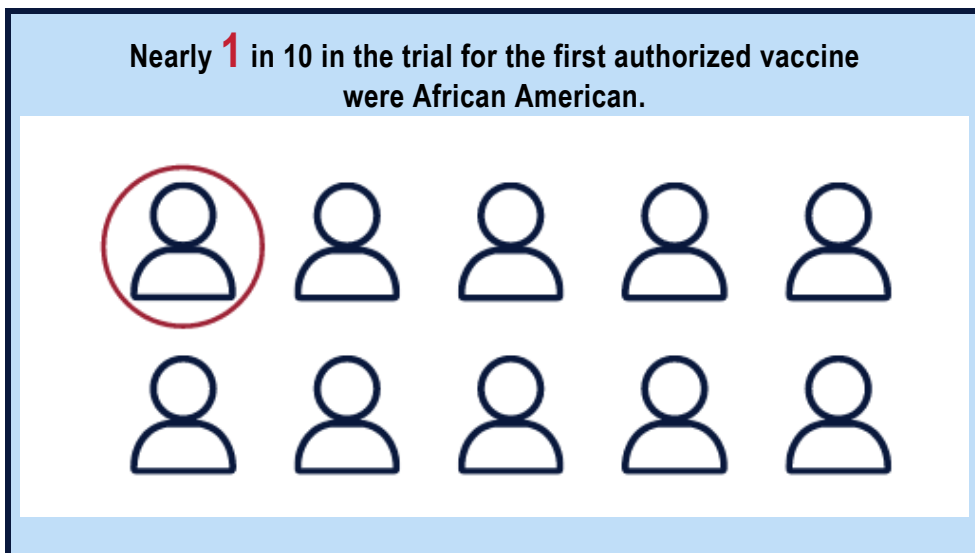 Nearly 1 in 10 in the trial for the first authorized vaccine
were African American.